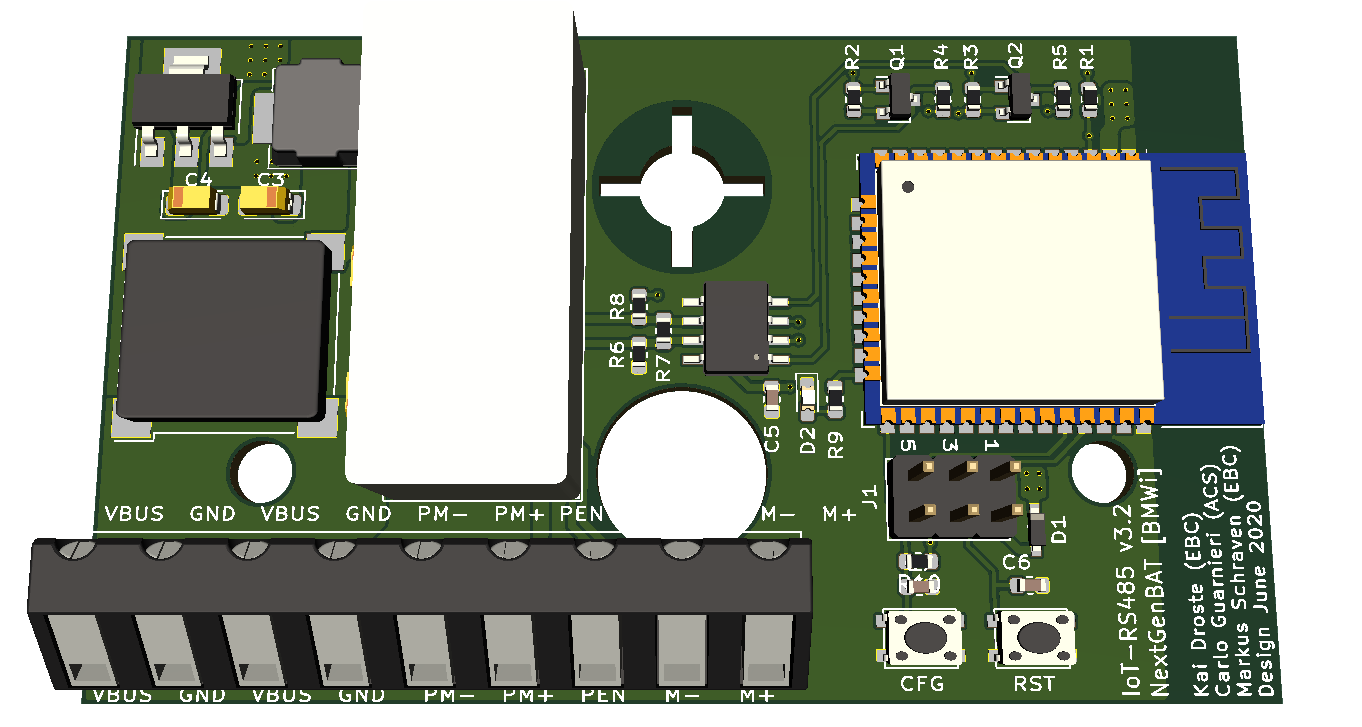 R2 Q1 R4 R3 Q2 R5 R1
C4 C3
R8
R6 R7
C5 D2 R9
5 3 1
J1
D1
VBUS GND VBUS GND PM- PM+ PEN M- M+
C6
CFG RST
VBUS GND VBUS GND PM- PM+ PEN M- M+
IoT-RS485 v3.2
NextGenBAT [BMWi]
Kai Droste (EBC)
Carlo Guarnieri (ACS)
Markus Schraven (EBC)
Design June 2020